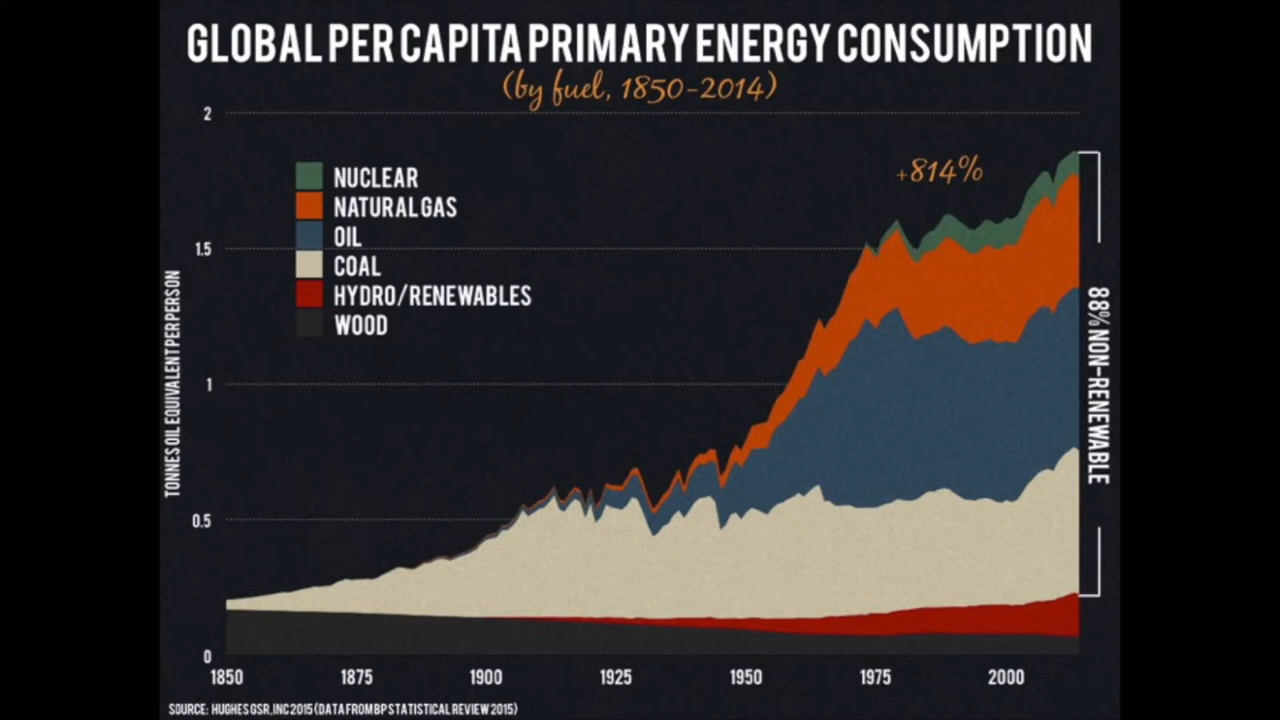 GLOBAL PER CAPITA PRIMARY ENERGY CONSUMPTION
(by fuel, 1850-2014)
2
+814%
NUCLEAR
NATURAL GAS
OIL
1.5
COAL
HYDRO/RENEWABLES
WOOD
TONNES OIL EQUIVALENT PER PERSON
88% NON-RENEWABLE
1
0.5
0
1850 1875 1900 1925 1950 1975 2000
SOURCE: HUGHES GSR, INC 2015 (DATA FROM BP STATISTICAL REVIEW 2015)